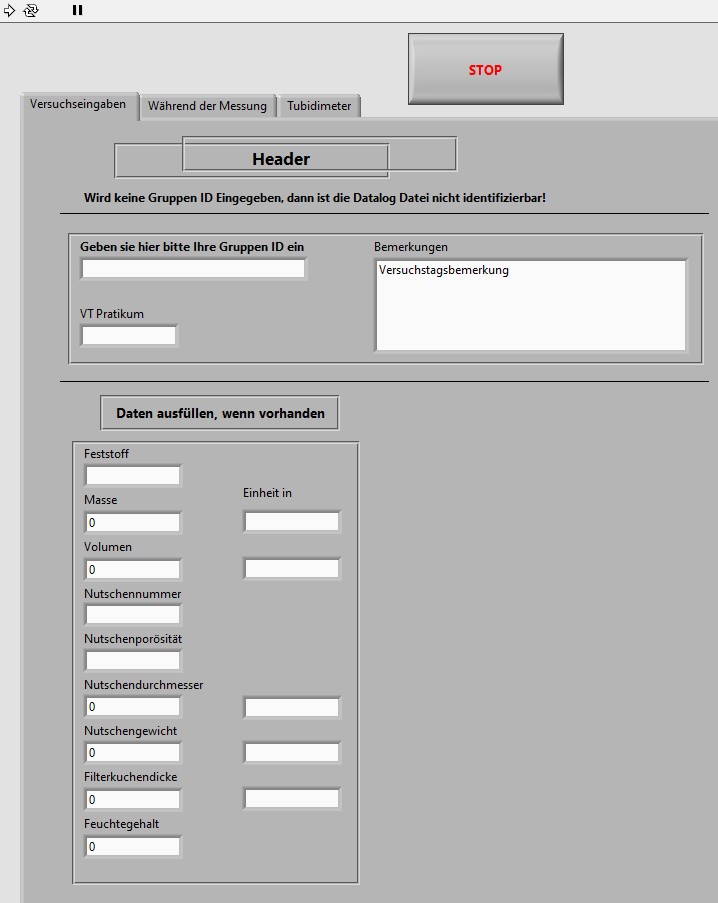 STOP
Versuchseingaben Während der Messung Tubidimeter
Header
Wird keine Gruppen ID Eingegeben, dann ist die Datalog Datei nicht identifizierbar!
Geben sie hier bitte Ihre Gruppen ID ein
Bemerkungen
Versuchstagsbemerkung
VT Pratikum
Daten ausfüllen, wenn vorhanden
Feststoff
Masse
Einheit in
0
Volumen
0
Nutschennummer
Nutschenporösität
Nutschendurchmesser
0
Nutschengewicht
0
Filterkuchendicke
0
Feuchtegehalt
0